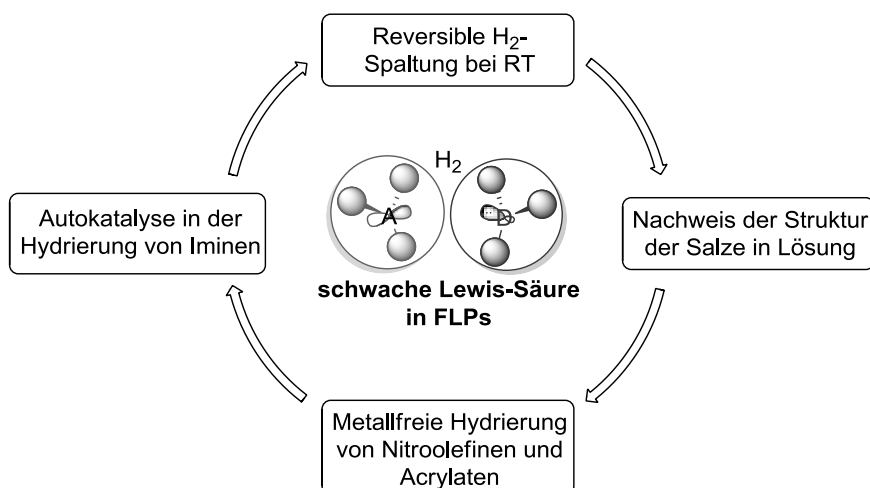 Reversible H₂-
Spaltung bei RT
H₂
A
D
Autokatalyse in der
Hydrierung von Iminen
Nachweis der Struktur
der Salze in Lösung
schwache Lewis-Säure
in FLPs
Metallfreie Hydrierung
von Nitroolefinen und
Acrylaten